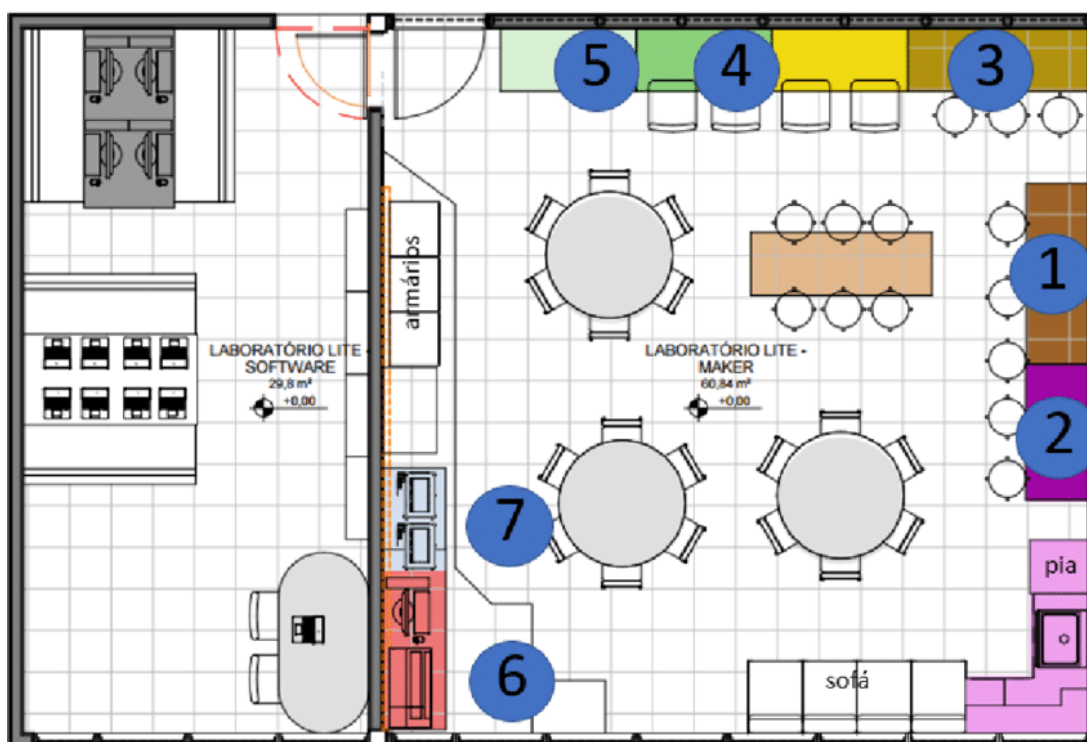 5
4
3
armários
1
LABORATÓRIO LITE -
SOFTWARE
29,8 m²
+0,00
LABORATÓRIO LITE -
MAKER
60,84 m²
+0,00
2
7
pia
6
sofá